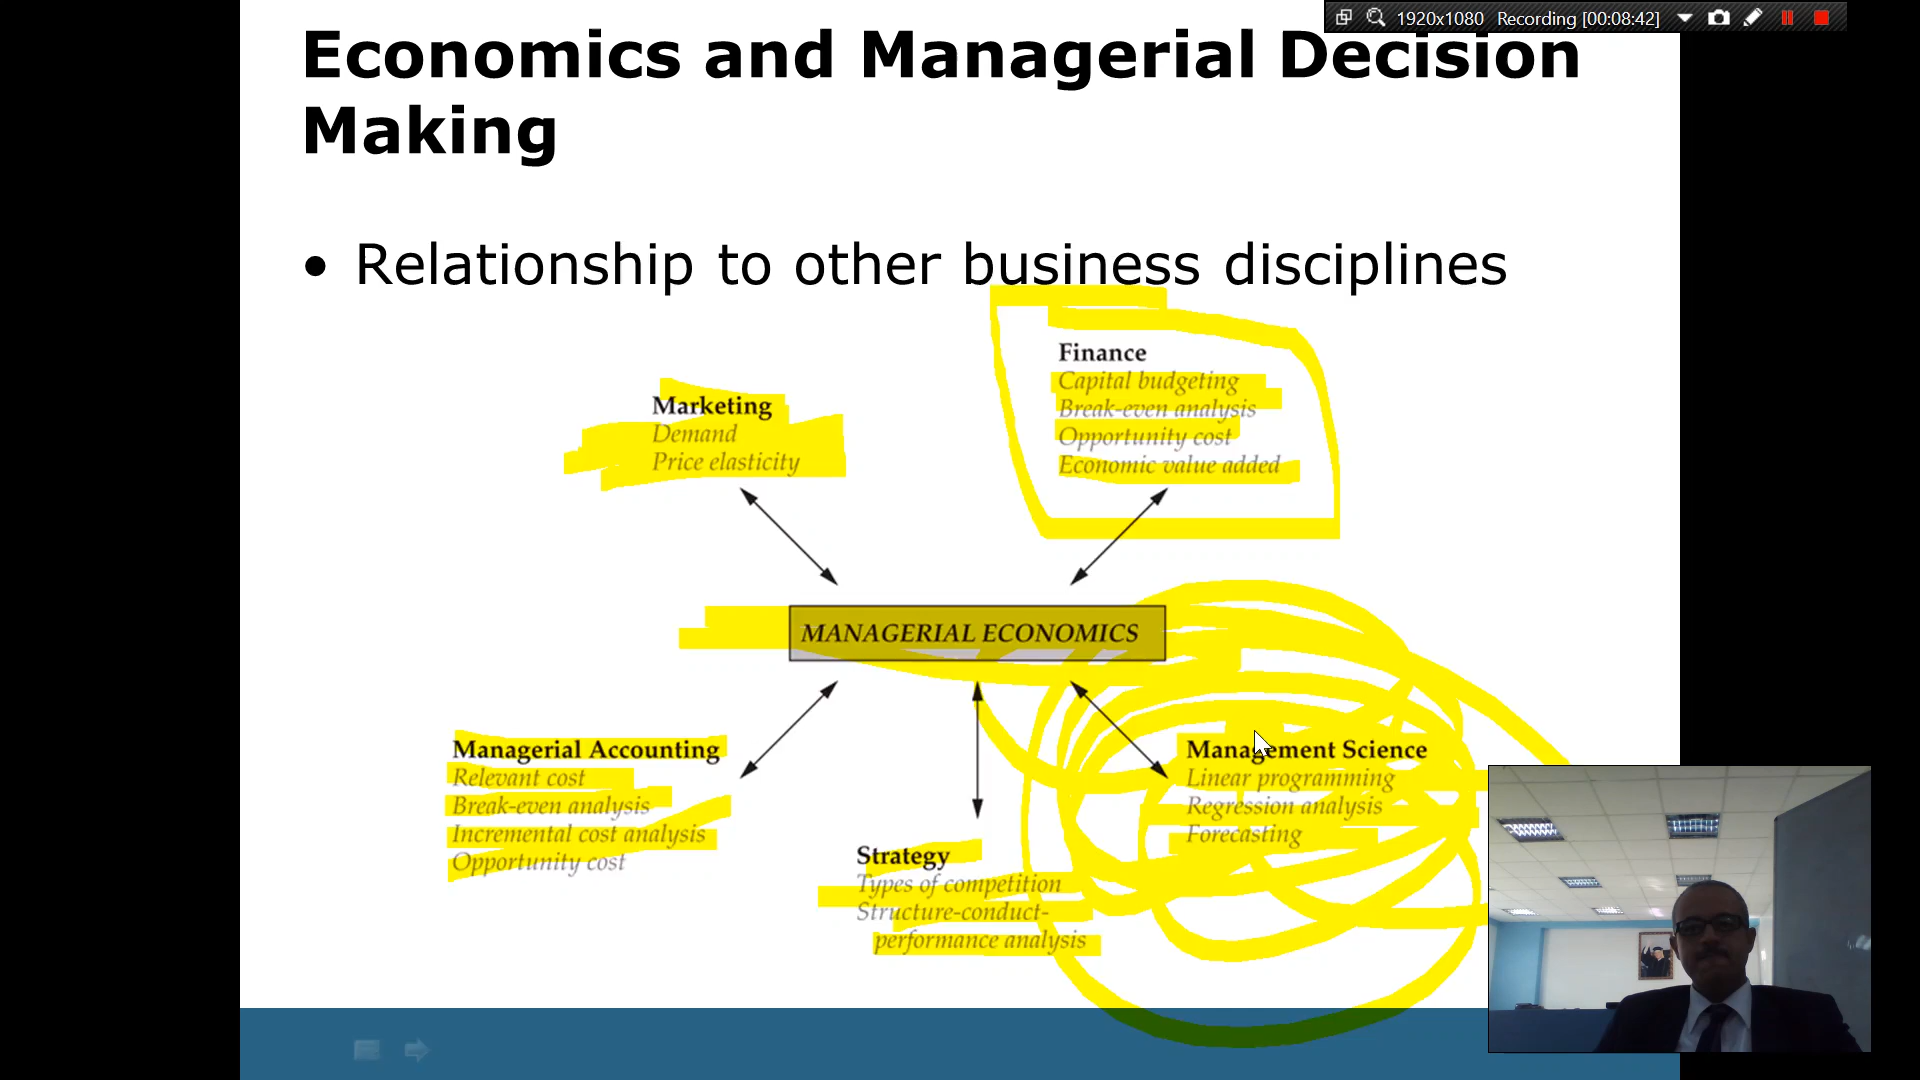 1920x1080 Recording [00:08:42]
Economics and Managerial Decision
Making
• Relationship to other business disciplines
Marketing
Demand
Price elasticity
Finance
Capital budgeting
Break-even analysis
Opportunity cost
Economic value added
MANAGERIAL ECONOMICS
Managerial Accounting
Relevant cost
Break-even analysis
Incremental cost analysis
Opportunity cost
Strategy
Types of competition
Structure-conduct-
performance analysis
Management Science
Linear programming
Regression analysis
Forecasting